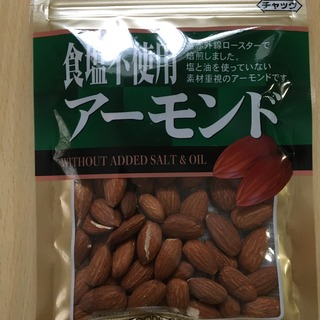 チャック
食塩不使用
赤外線ロースターで
焙煎しました。
塩と油を使っていない
素材重視のアーモンドです
アーモンド
WITHOUT ADDED SALT & OIL